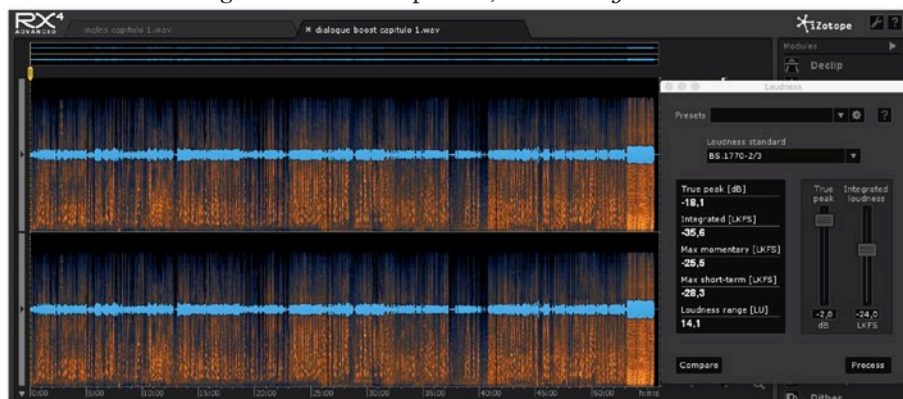 RX4
ADVANCED
ingles capitulo 1.wav
✖ dialogue boost capitulo 1.wav
iZotope
?
Modules
Declip
Loudness
Presets
?
Loudness standard
BS.1770-2/3
True peak [dB]
-18,1
Integrated [LKFS]
-35,6
Max momentary [LKFS]
-25,5
Max short-term [LKFS]
-28,3
Loudness range [LU]
14,1
True peak
Integrated loudness
-2,0
-24,0
dB
LKFS
Compare
Process
0:00 5:00 10:00 15:00 20:00 25:00 30:00 35:00 40:00 45:00 50:00 h:m:s
Dither